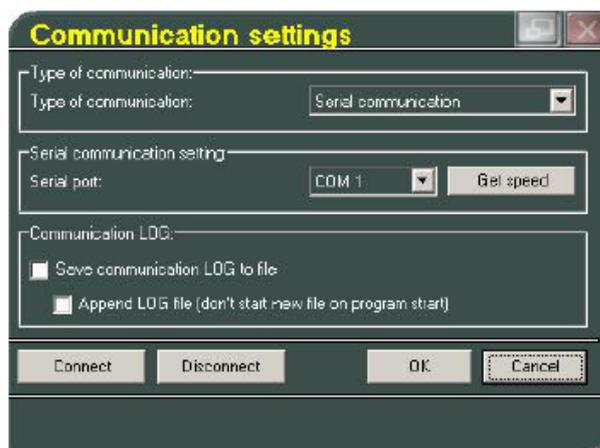 Communication settings
Type of communication:
Type of communication: Serial communication
Serial communication setting
Serial port: COM 1 Get speed
Communication LOG:
Save communication LOG to file
Append LOG file (don't start new file on program start)
Connect Disconnect OK Cancel